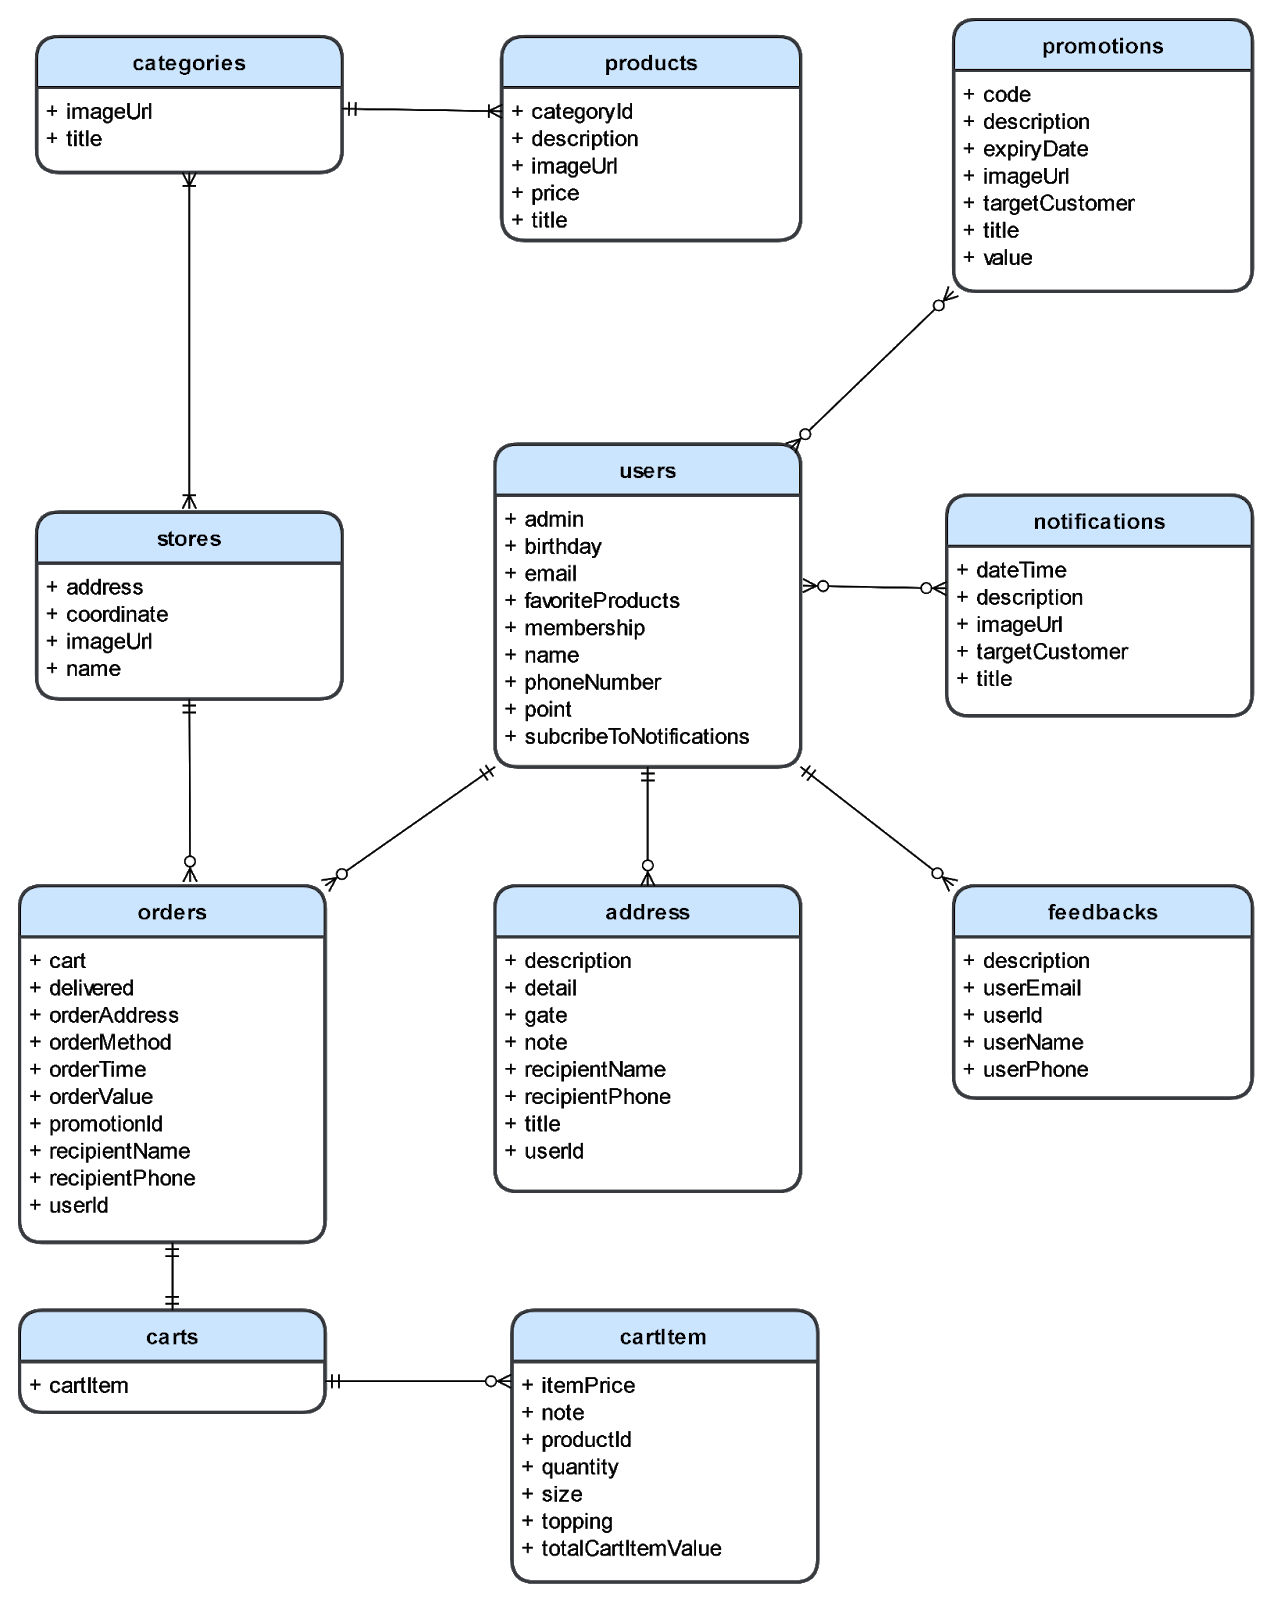 categories
+ imageUrl
+ title
products
+ categoryId
+ description
+ imageUrl
+ price
+ title
promotions
+ code
+ description
+ expiryDate
+ imageUrl
+ targetCustomer
+ title
+ value
stores
+ address
+ coordinate
+ imageUrl
+ name
users
+ admin
+ birthday
+ email
+ favoriteProducts
+ membership
+ name
+ phoneNumber
+ point
+ subcribeToNotifications
notifications
+ dateTime
+ description
+ imageUrl
+ targetCustomer
+ title
orders
+ cart
+ delivered
+ orderAddress
+ orderMethod
+ orderTime
+ orderValue
+ promotionId
+ recipientName
+ recipientPhone
+ userId
address
+ description
+ detail
+ gate
+ note
+ recipientName
+ recipientPhone
+ title
+ userId
feedbacks
+ description
+ userEmail
+ userId
+ userName
+ userPhone
carts
+ cartItem
cartItem
+ itemPrice
+ note
+ productId
+ quantity
+ size
+ topping
+ totalCartItemValue